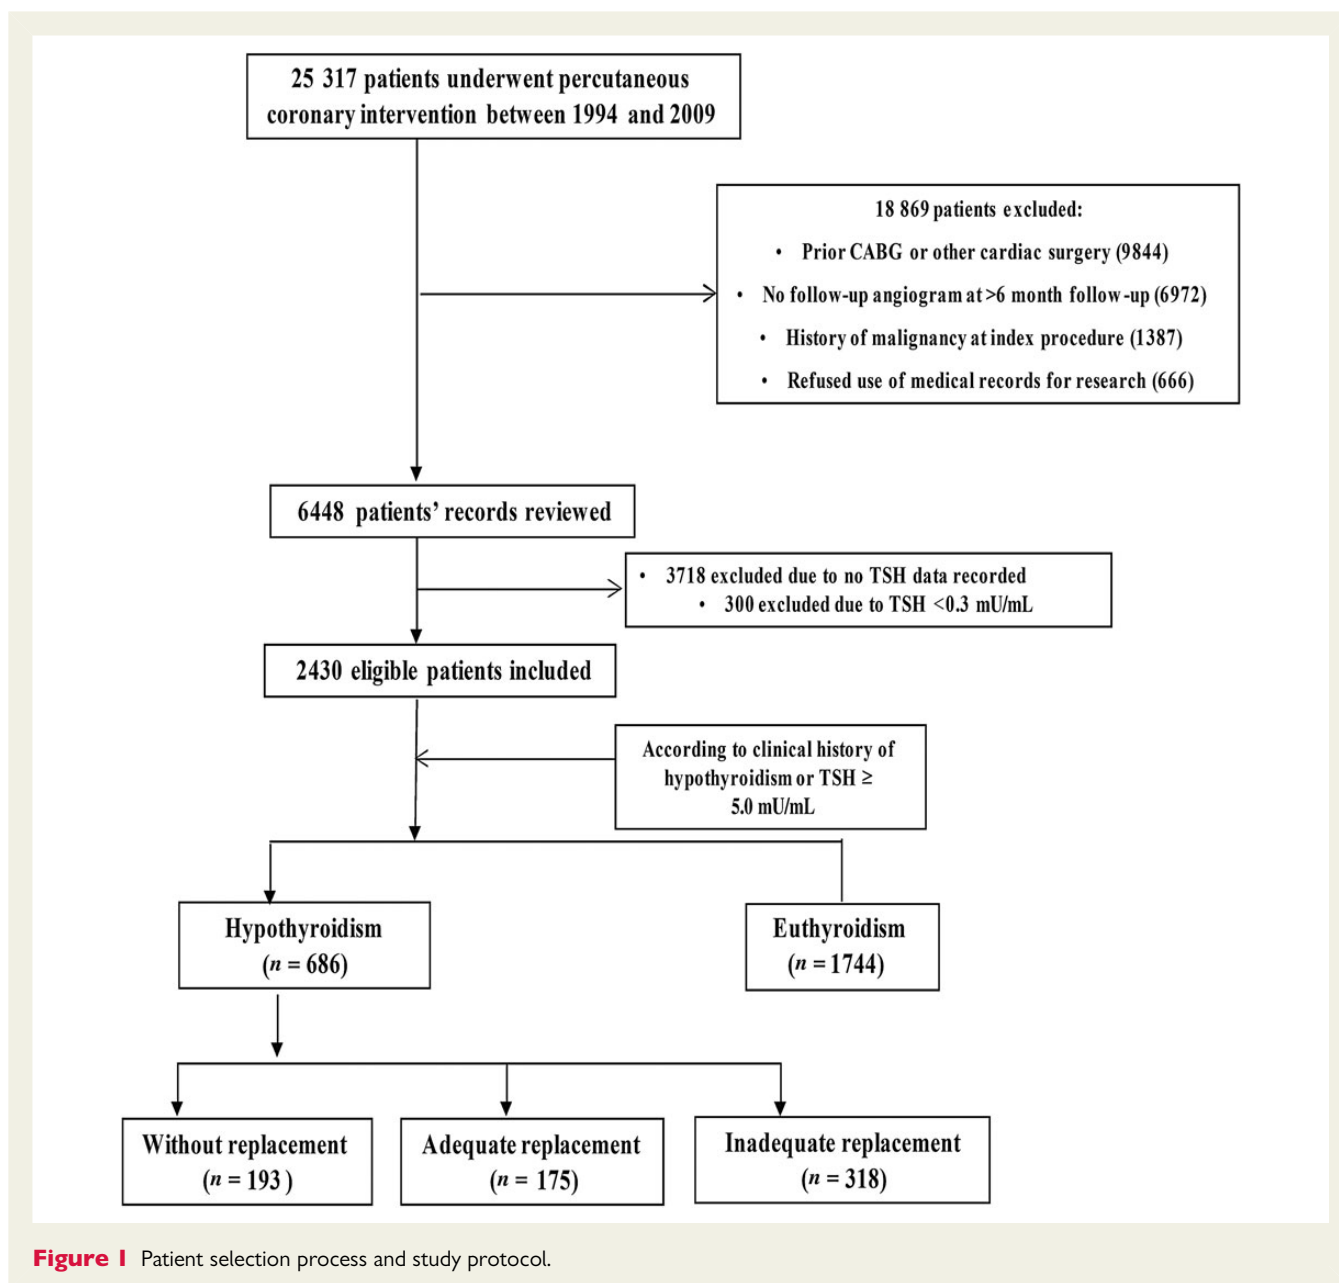 25 317 patients underwent percutaneous
coronary intervention between 1994 and 2009
18 869 patients excluded:
• Prior CABG or other cardiac surgery (9844)
• No follow-up angiogram at >6 month follow-up (6972)
• History of malignancy at index procedure (1387)
• Refused use of medical records for research (666)
6448 patients’ records reviewed
• 3718 excluded due to no TSH data recorded
• 300 excluded due to TSH <0.3 mU/mL
2430 eligible patients included
According to clinical history of
hypothyroidism or TSH ≥
5.0 mU/mL
Hypothyroidism
(n = 686)
Euthyroidism
(n = 1744)
Without replacement
(n = 193 )
Adequate replacement
(n = 175)
Inadequate replacement
(n = 318)
Figure 1 Patient selection process and study protocol.